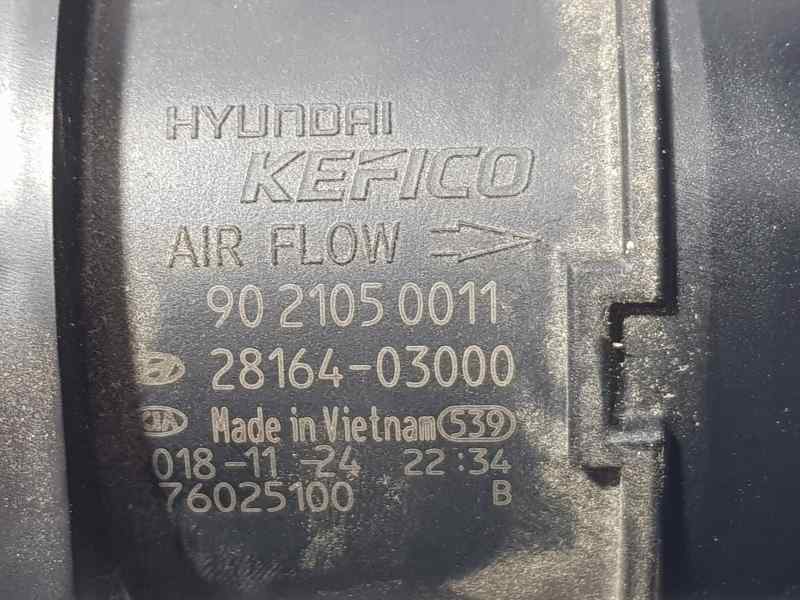 HYUNDAI
KEFICO
AIR FLOW
90 2105 0011
28164-03000
KIA Made in Vietnam 539
018-11-24 22:34
76025100 B